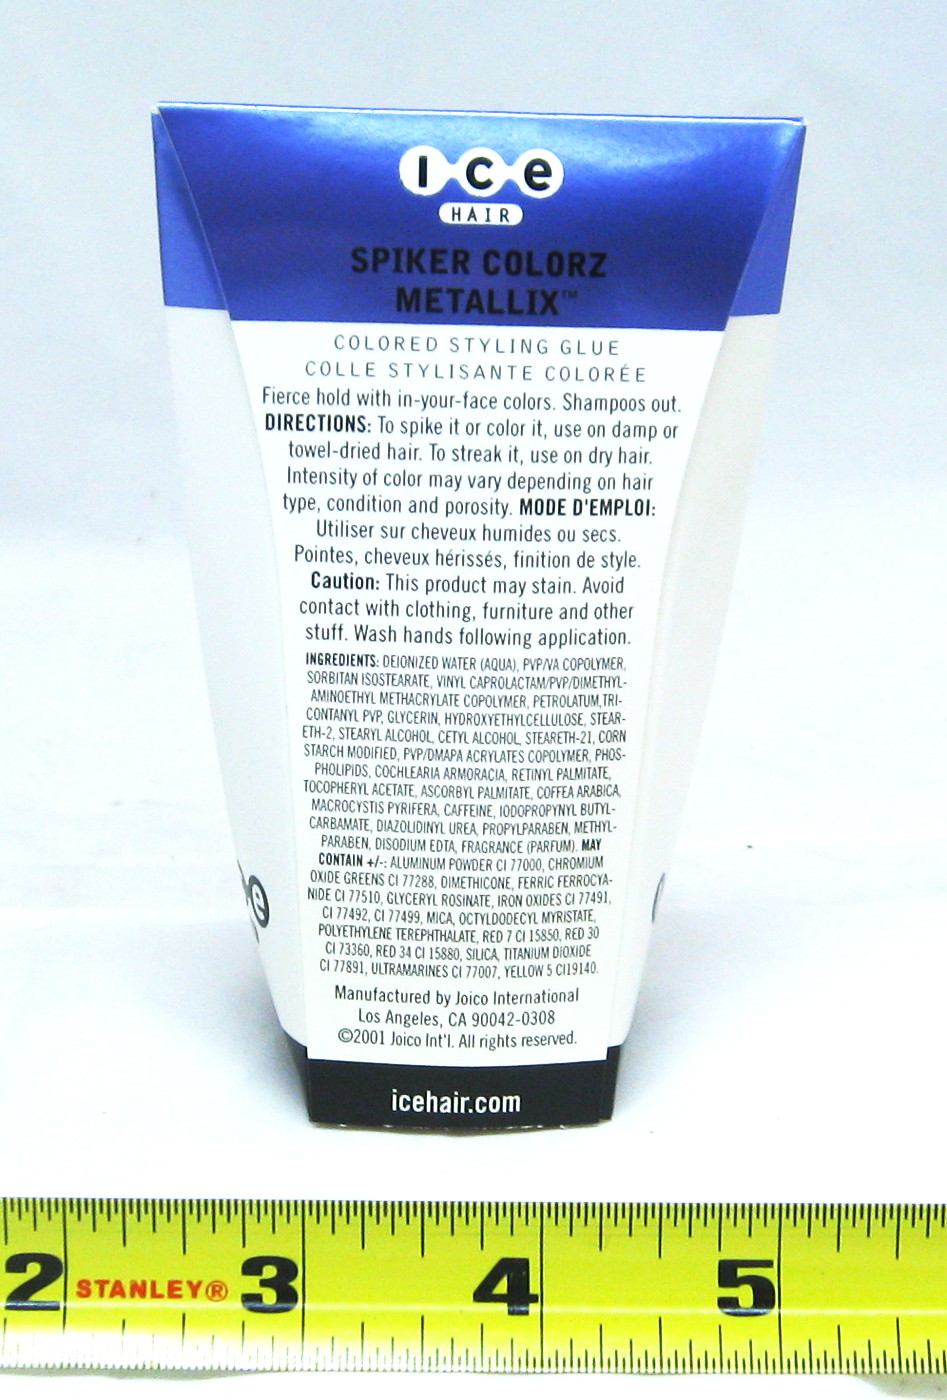 ice
HAIR
SPIKER COLORZ
METALLIX™
COLORED STYLING GLUE
COLLE STYLISANTE COLORÉE
Fierce hold with in-your-face colors. Shampoos out.
DIRECTIONS: To spike it or color it, use on damp or
towel-dried hair. To streak it, use on dry hair.
Intensity of color may vary depending on hair
type, condition and porosity. MODE D'EMPLOI:
Utiliser sur cheveux humides ou secs.
Pointes, cheveux hérissés, finition de style.
Caution: This product may stain. Avoid
contact with clothing, furniture and other
stuff. Wash hands following application.
INGREDIENTS: DEIONIZED WATER (AQUA), PVP/VA COPOLYMER,
SORBITAN ISOSTEARATE, VINYL CAPROLACTAM/PVP/DIMETHYL-
AMINOETHYL METHACRYLATE COPOLYMER, PETROLATUM,TRI-
CONTANYL PVP, GLYCERIN, HYDROXYETHYLCELLULOSE, STEAR-
ETH-2, STEARYL ALCOHOL, CETYL ALCOHOL, STEARETH-21, CORN
STARCH MODIFIED, PVP/DMAPA ACRYLATES COPOLYMER, PHOS-
PHOLIPIDS, COCHLEARIA ARMORACIA, RETINYL PALMITATE,
TOCOPHERYL ACETATE, ASCORBYL PALMITATE, COFFEA ARABICA,
MACROCYSTIS PYRIFERA, CAFFEINE, IODOPROPYNYL BUTYL-
CARBAMATE, DIAZOLIDINYL UREA, PROPYLPARABEN, METHYL-
PARABEN, DISODIUM EDTA, FRAGRANCE (PARFUM). MAY
CONTAIN +/-: ALUMINUM POWDER CI 77000, CHROMIUM
OXIDE GREENS CI 77288, DIMETHICONE, FERRIC FERROCYA-
NIDE CI 77510, GLYCERYL ROSINATE, IRON OXIDES CI 77491,
CI 77492, CI 77499, MICA, OCTYLDODECYL MYRISTATE,
POLYETHYLENE TEREPHTHALATE, RED 7 CI 15850, RED 30
CI 73360, RED 34 CI 15880, SILICA, TITANIUM DIOXIDE
CI 77891, ULTRAMARINES CI 77007, YELLOW 5 CI19140.
Manufactured by Joico International
Los Angeles, CA 90042-0308
©2001 Joico Int'l. All rights reserved.
icehair.com
2 STANLEY® 3 4 5